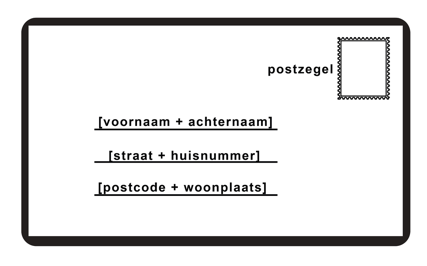 postzegel
[voornaam + achternaam]
[straat + huisnummer]
[postcode + woonplaats]